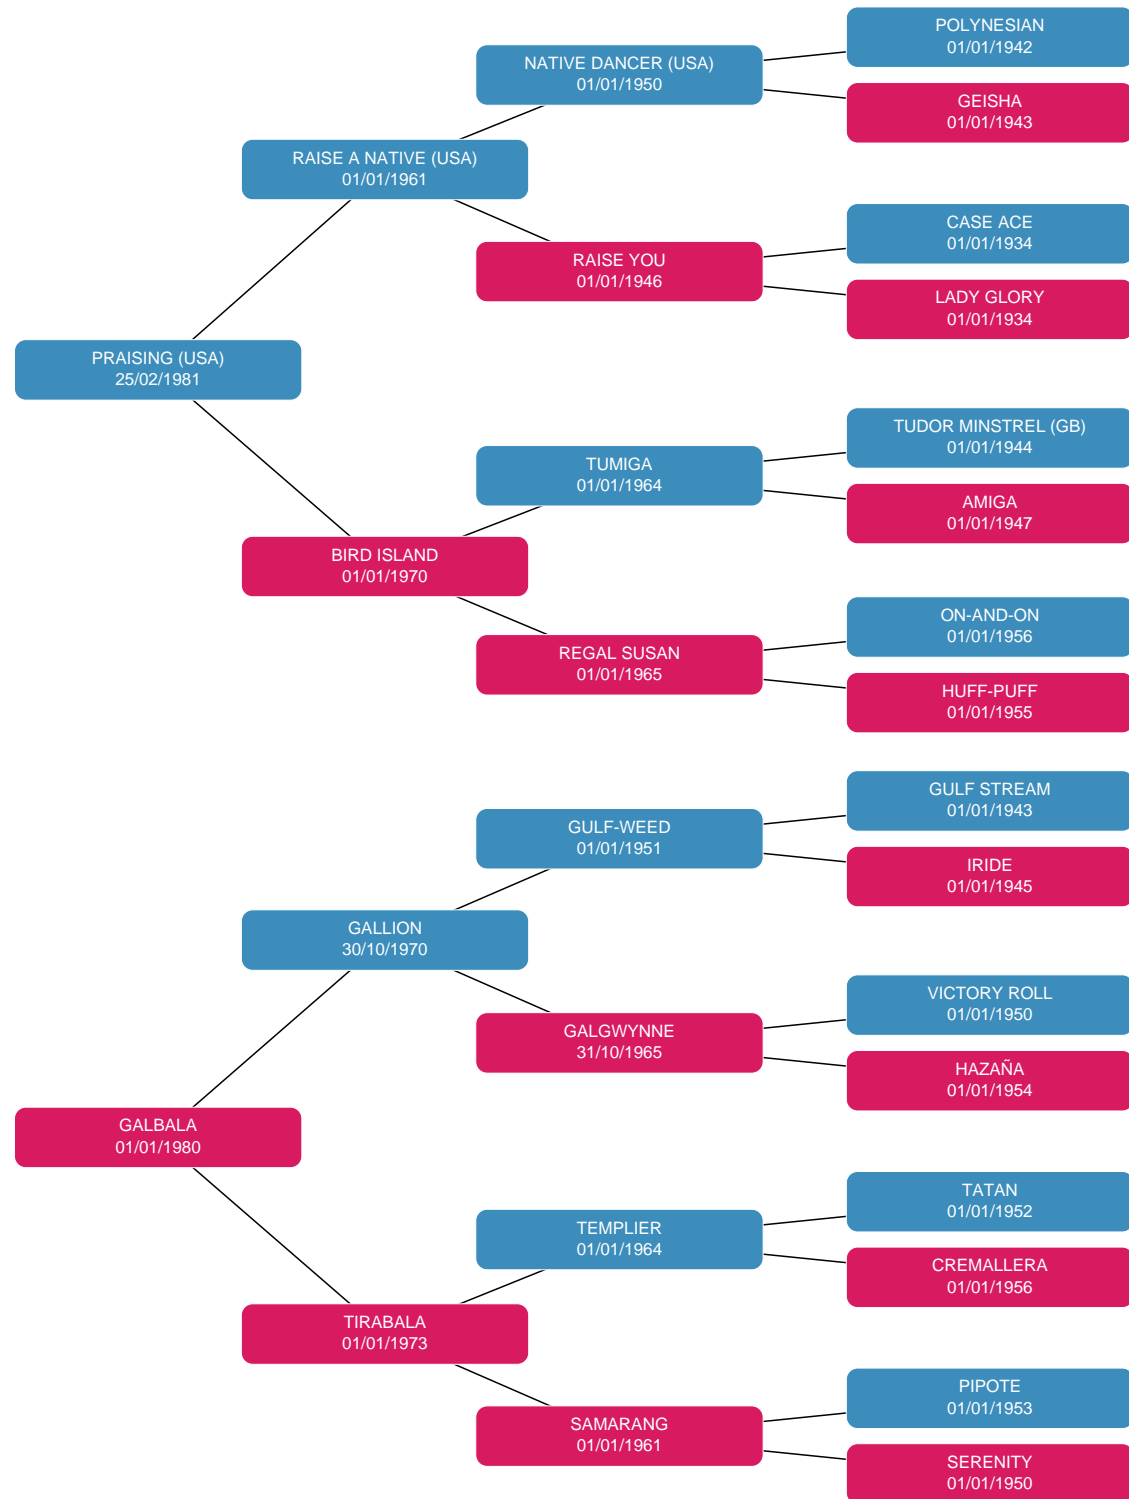 POLYNESIAN
01/01/1942
NATIVE DANCER (USA)
01/01/1950
GEISHA
01/01/1943
RAISE A NATIVE (USA)
01/01/1961
CASE ACE
01/01/1934
RAISE YOU
01/01/1946
LADY GLORY
01/01/1934
PRAISING (USA)
25/02/1981
TUDOR MINSTREL (GB)
01/01/1944
TUMIGA
01/01/1964
AMIGA
01/01/1947
BIRD ISLAND
01/01/1970
ON-AND-ON
01/01/1956
REGAL SUSAN
01/01/1965
HUFF-PUFF
01/01/1955
GULF STREAM
01/01/1943
GULF-WEED
01/01/1951
IRIDE
01/01/1945
GALLION
30/10/1970
VICTORY ROLL
01/01/1950
GALGWYNNE
31/10/1965
HAZAÑA
01/01/1954
GALBALA
01/01/1980
TATAN
01/01/1952
TEMPLIER
01/01/1964
CREMALLERA
01/01/1956
TIRABALA
01/01/1973
PIPOTE
01/01/1953
SAMARANG
01/01/1961
SERENITY
01/01/1950